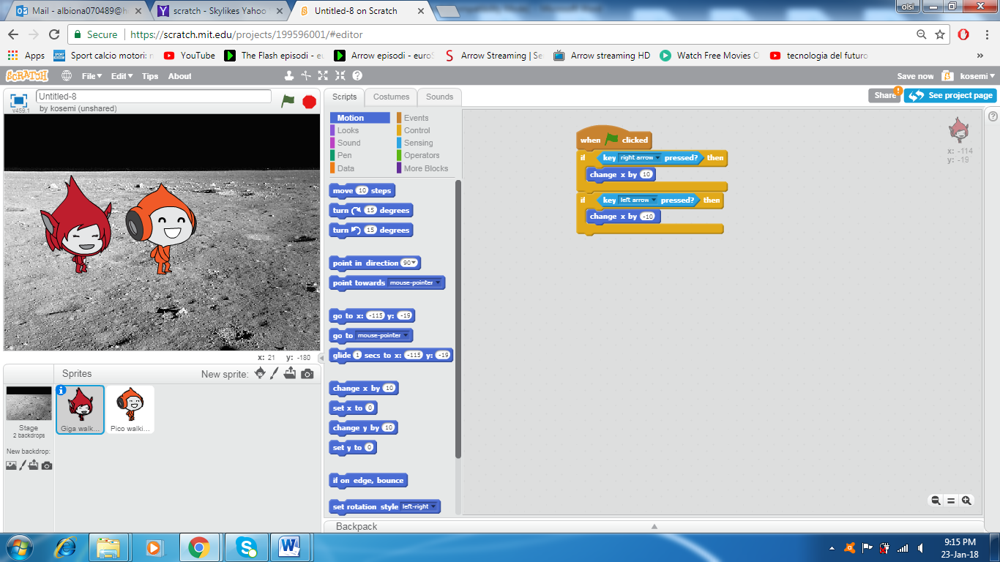 Mail - albiona070489@h
scratch - Skylikes Yahoo
Untitled-8 on Scratch
olsi
Secure
https://scratch.mit.edu/projects/199596001/#editor
Apps
Sport calcio motori: n
YouTube
The Flash episodi - eu
Arrow episodi - euroS
Arrow Streaming | Se
Arrow streaming HD
Watch Free Movies O
tecnologia del futuro
»
SCRATCH
File▾
Edit▾
Tips
About
Save now
kosemi▾
v459.1
Untitled-8
by kosemi (unshared)
Scripts
Costumes
Sounds
Share
See project page
Motion
Events
Looks
Control
Sound
Sensing
Pen
Operators
Data
More Blocks
move 10 steps
turn 15 degrees
turn 15 degrees
point in direction 90▾
point towards mouse-pointer
go to x: -115 y: -19
go to mouse-pointer
glide 1 secs to x: -115 y: -19
change x by 10
set x to 0
change y by 10
set y to 0
if on edge, bounce
set rotation style left-right
when clicked
if key right arrow pressed? then
change x by 10
if key left arrow pressed? then
change x by -10
x: -114
y: -19
x: 21 y: -180
Sprites
New sprite:
Stage
2 backdrops
New backdrop:
Giga walk...
Pico walki...
Backpack
9:15 PM
23-Jan-18